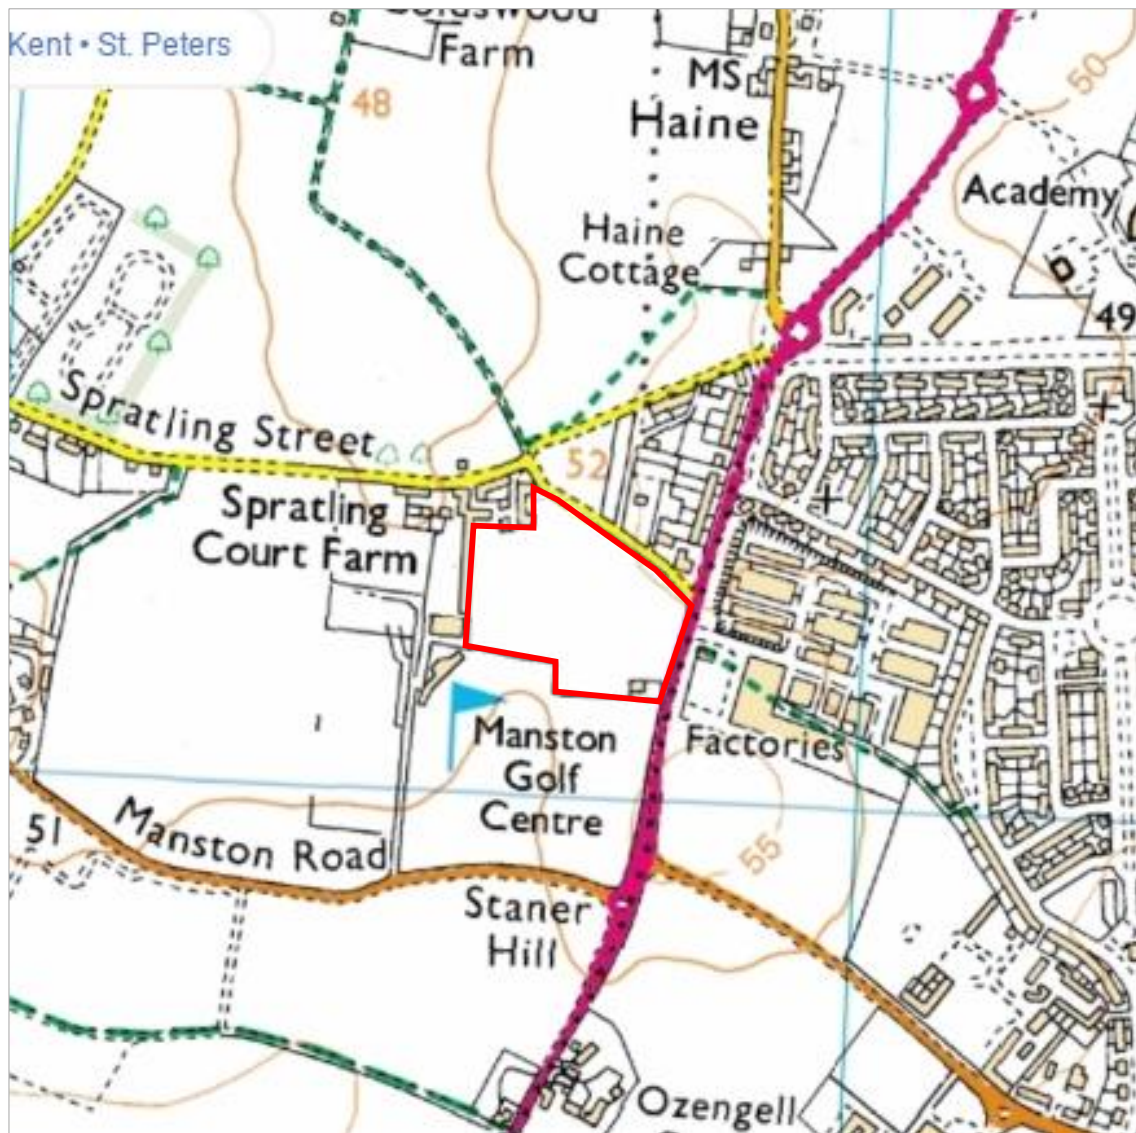 Kent • St. Peters
Farm
MS
Haine
48
50
Academy
Haine
Cottage
49
Spratling Street
52
Spratling
Court Farm
Manston
Golf
Centre
Factories
51
Manston Road
55
Staner
Hill
Ozengell